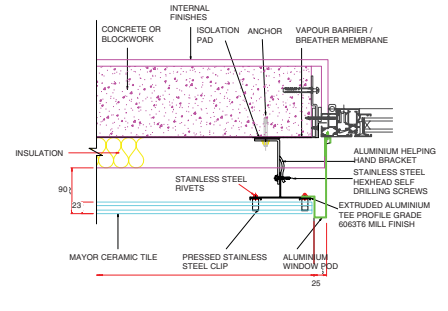 INTERNAL
FINISHES
CONCRETE OR
BLOCKWORK
ISOLATION
PAD
ANCHOR
VAPOUR BARRIER /
BREATHER MEMBRANE
INSULATION
ALUMINIUM HELPING
HAND BRACKET
STAINLESS STEEL
RIVETS
STAINLESS STEEL
HEXHEAD SELF
DRILLING SCREWS
90
23
EXTRUDED ALUMINIUM
TEE PROFILE GRADE
6063T6 MILL FINISH
MAYOR CERAMIC TILE
PRESSED STAINLESS
STEEL CLIP
ALUMINIUM
WINDOW POD
25